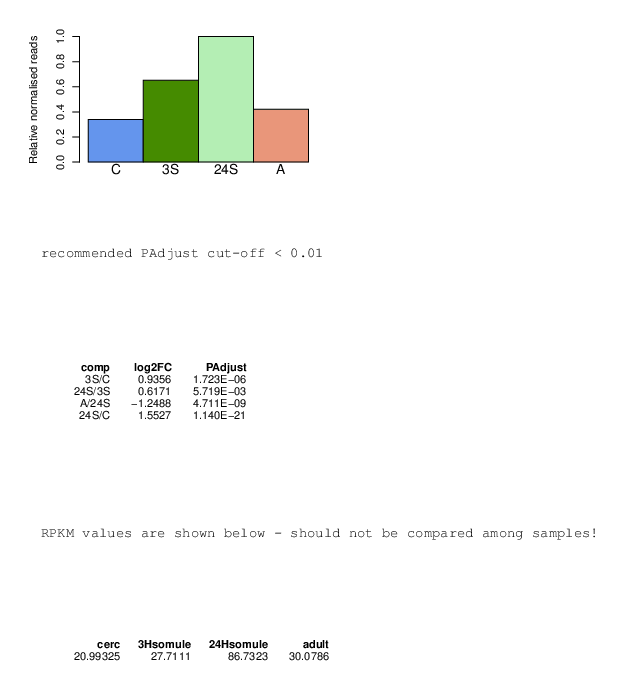 Relative normalised reads
1.0
0.8
0.6
0.4
0.2
0.0
C 3S 24S A
recommended PAdjust cut-off < 0.01
comp log2FC PAdjust
3S/C 0.9356 1.723E−06
24S/3S 0.6171 5.719E−03
A/24S −1.2488 4.711E−09
24S/C 1.5527 1.140E−21
RPKM values are shown below - should not be compared among samples!
cerc 3Hsomule 24Hsomule adult
20.99325 27.7111 86.7323 30.0786